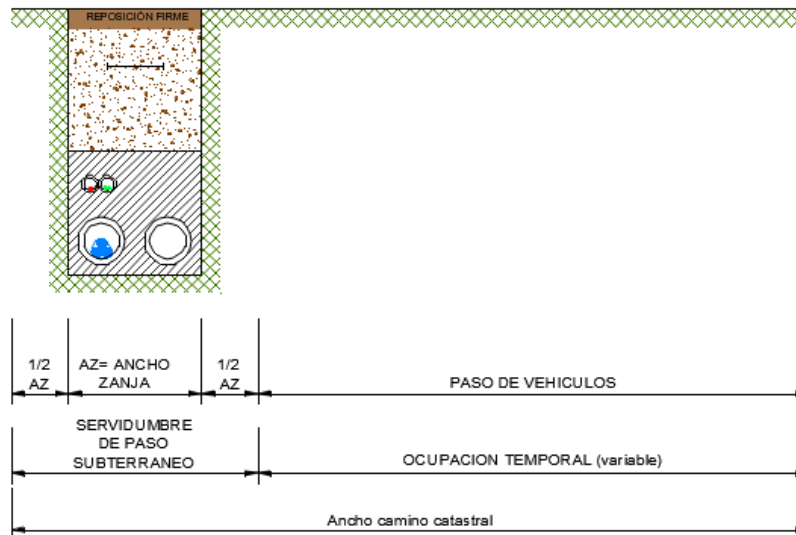 REPOSICIÓN FIRME
1/2
AZ
AZ= ANCHO
ZANJA
1/2
AZ
PASO DE VEHICULOS
SERVIDUMBRE
DE PASO
SUBTERRANEO
OCUPACION TEMPORAL (variable)
Ancho camino catastral